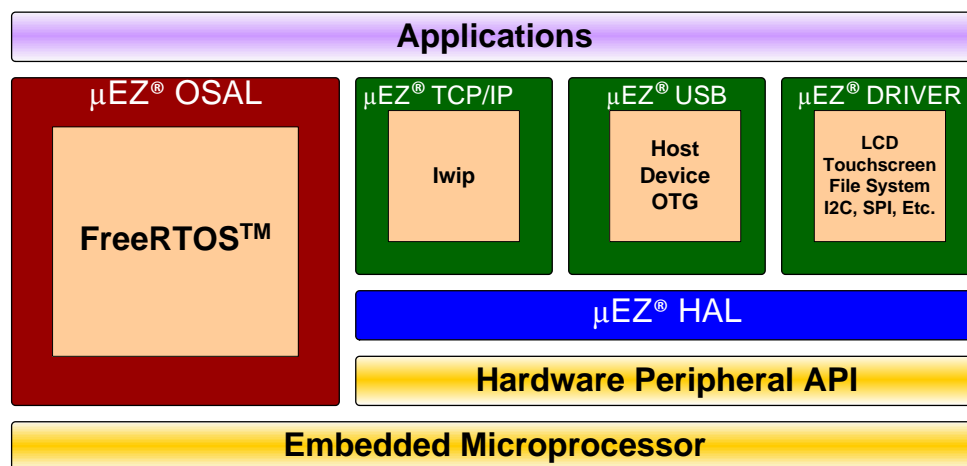 Applications
µEZ® OSAL
FreeRTOS™
µEZ® TCP/IP
lwip
µEZ® USB
Host
Device
OTG
µEZ® DRIVER
LCD
Touchscreen
File System
I2C, SPI, Etc.
µEZ® HAL
Hardware Peripheral API
Embedded Microprocessor